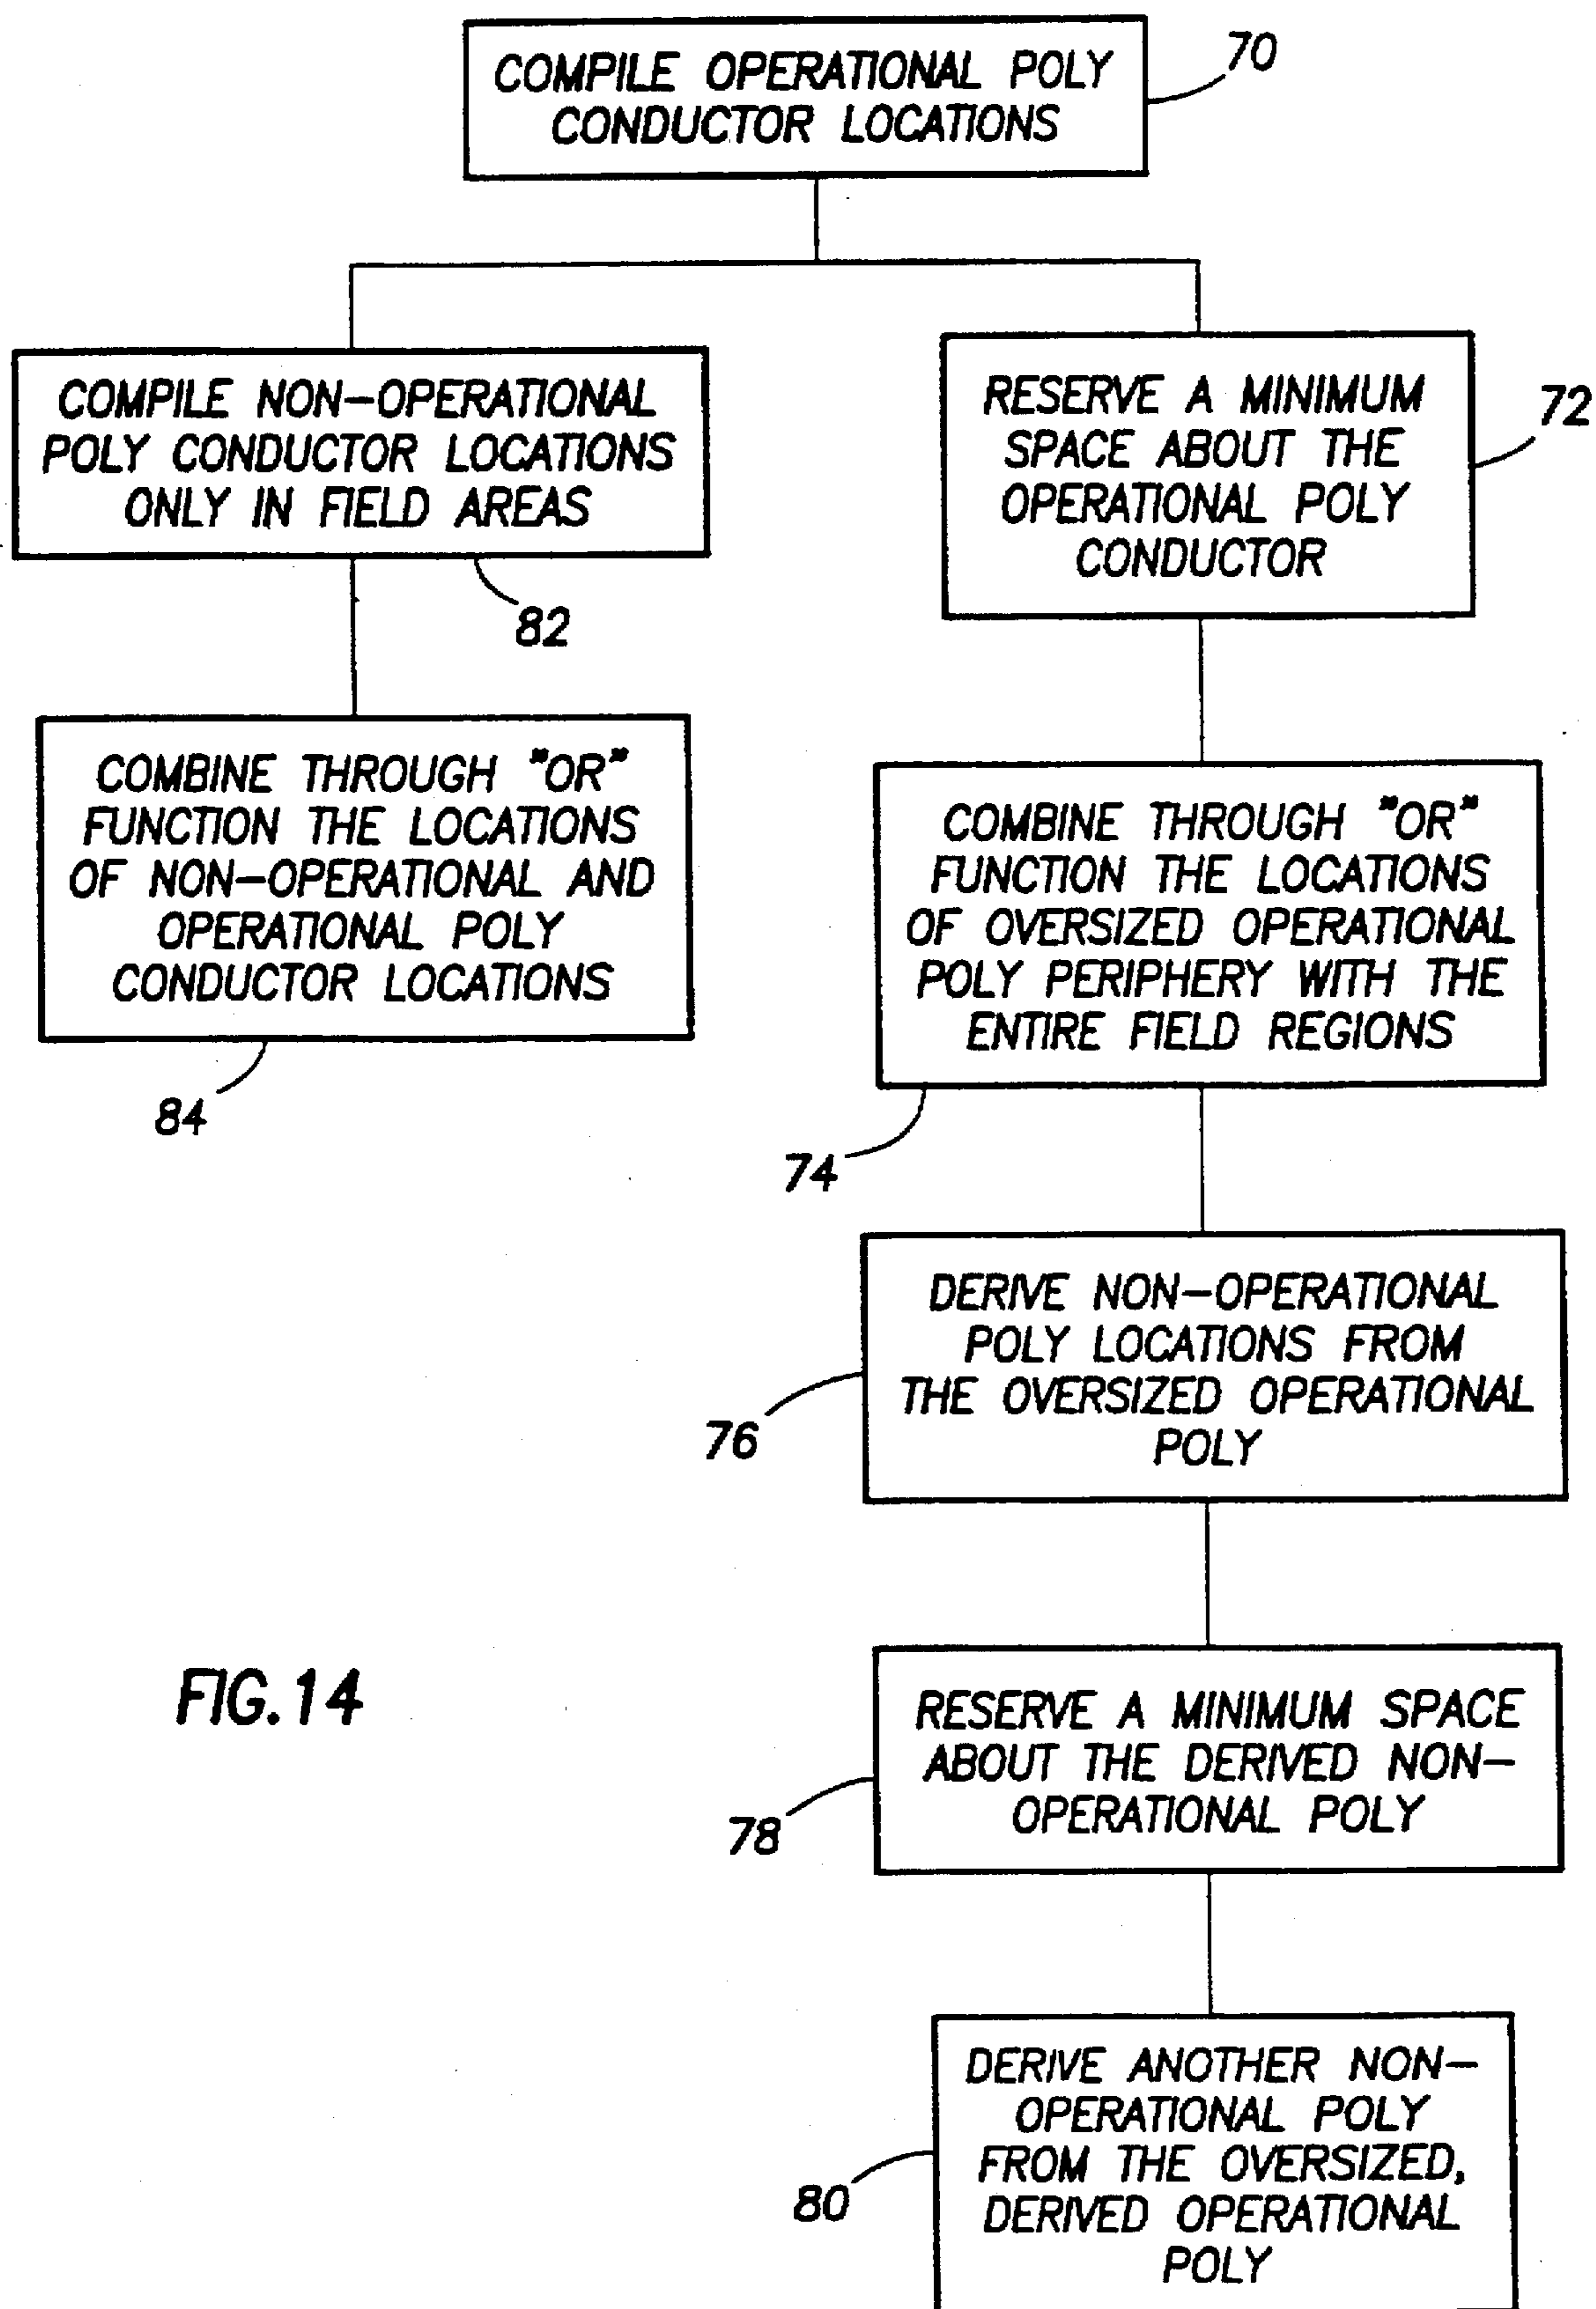 COMPILE OPERATIONAL POLY
CONDUCTOR LOCATIONS
70
COMPILE NON-OPERATIONAL
POLY CONDUCTOR LOCATIONS
ONLY IN FIELD AREAS
82
COMBINE THROUGH "OR"
FUNCTION THE LOCATIONS
OF NON-OPERATIONAL AND
OPERATIONAL POLY
CONDUCTOR LOCATIONS
84
RESERVE A MINIMUM
SPACE ABOUT THE
OPERATIONAL POLY
CONDUCTOR
72
COMBINE THROUGH "OR"
FUNCTION THE LOCATIONS
OF OVERSIZED OPERATIONAL
POLY PERIPHERY WITH THE
ENTIRE FIELD REGIONS
74
DERIVE NON-OPERATIONAL
POLY LOCATIONS FROM
THE OVERSIZED OPERATIONAL
POLY
76
RESERVE A MINIMUM SPACE
ABOUT THE DERIVED NON-
OPERATIONAL POLY
78
DERIVE ANOTHER NON-
OPERATIONAL POLY
FROM THE OVERSIZED,
DERIVED OPERATIONAL
POLY
80
FIG.14